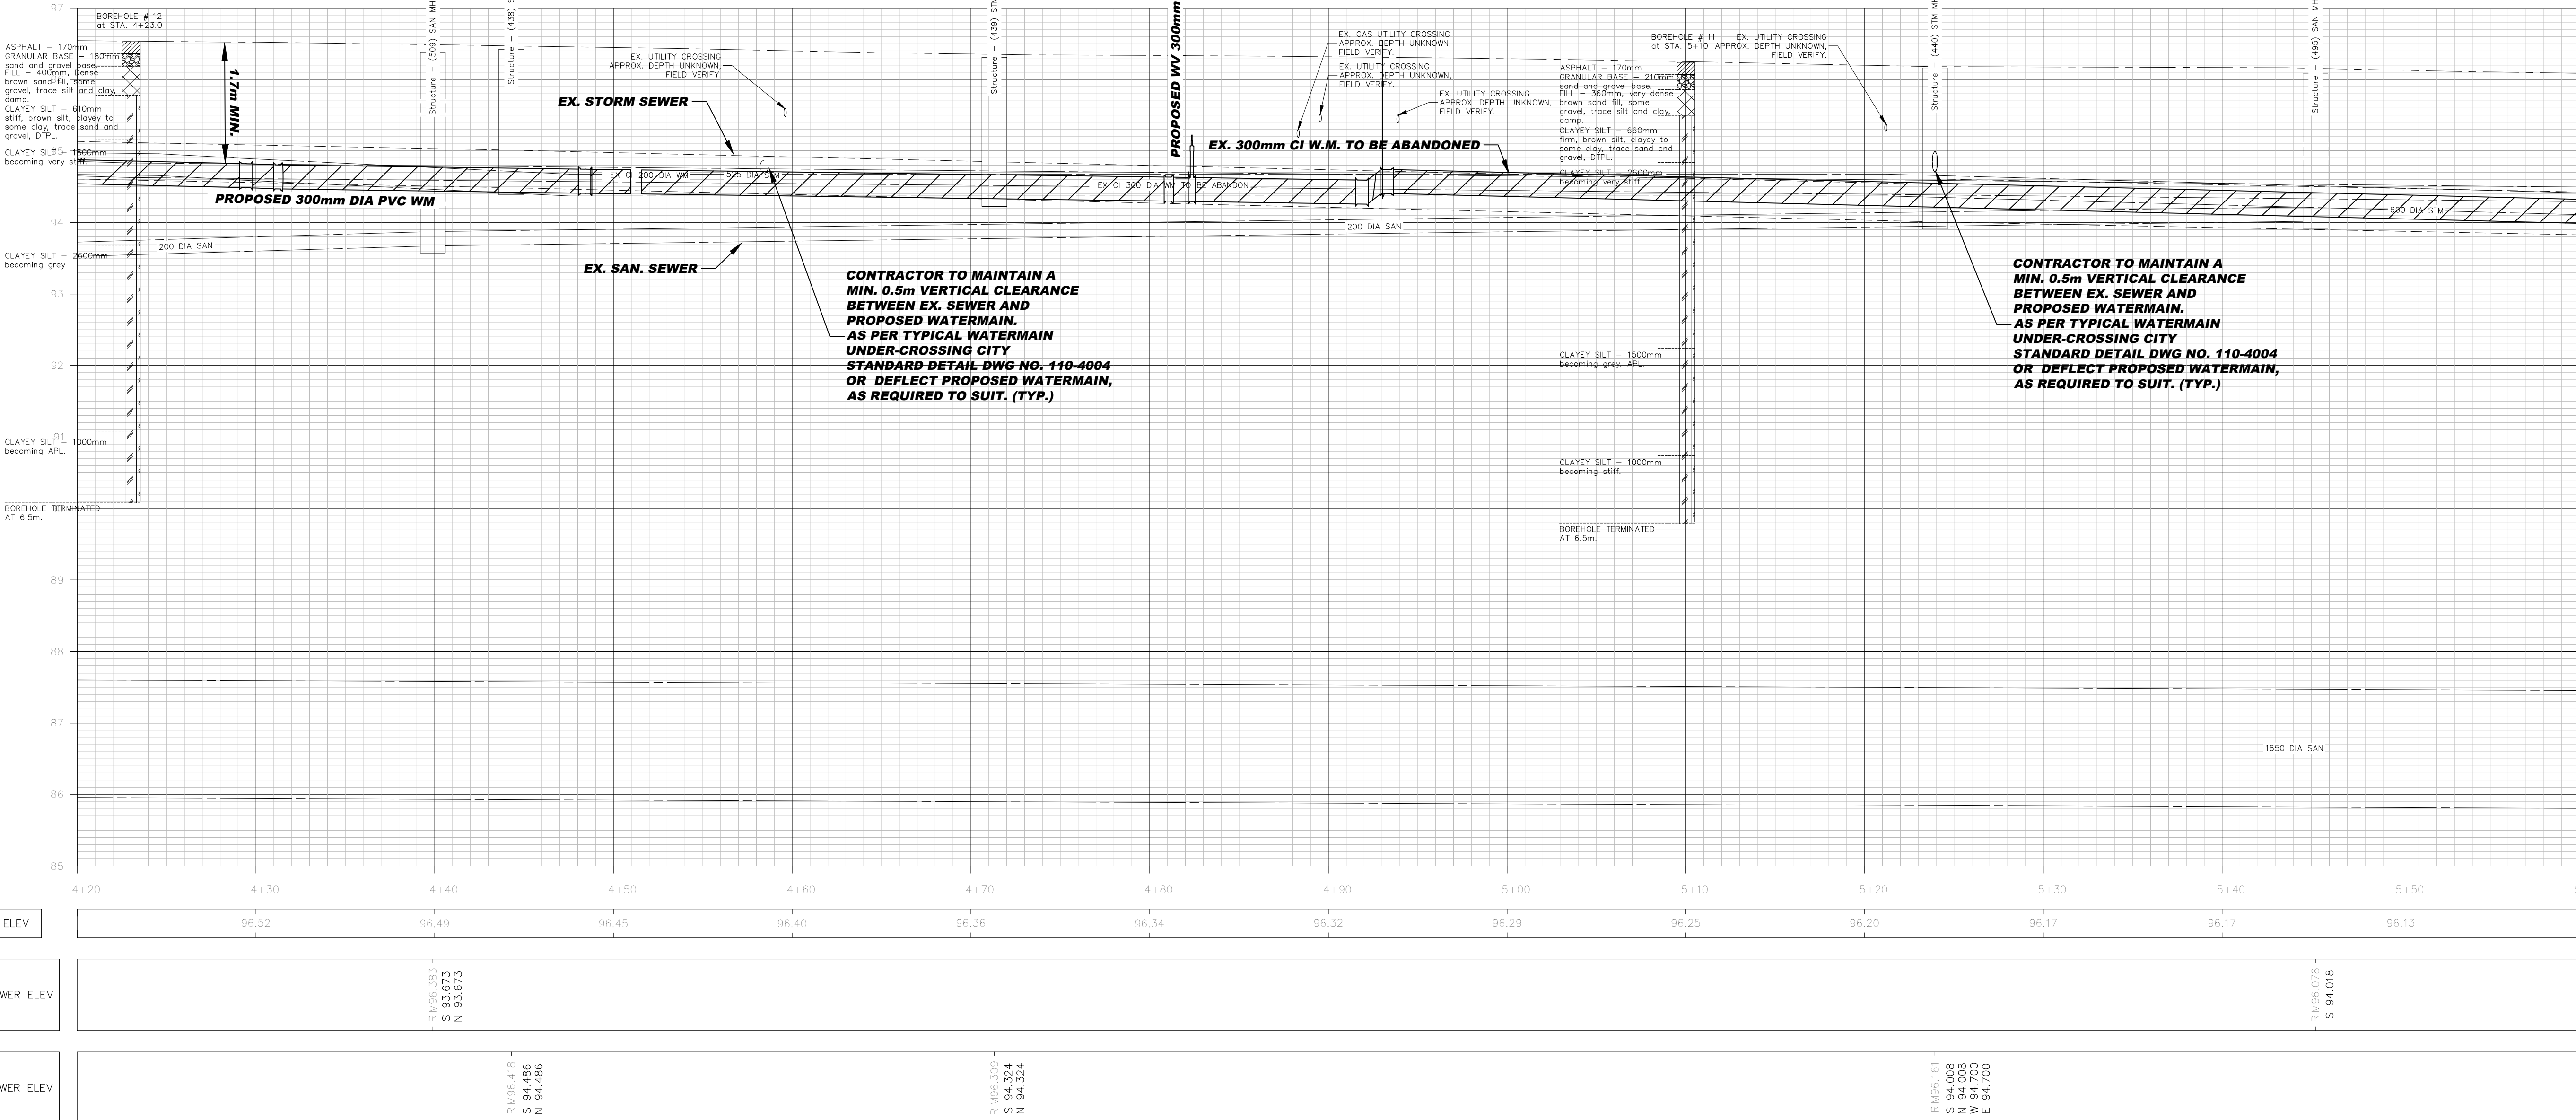 97
BOREHOLE # 12
at STA. 4+23.0
ASPHALT – 170mm
GRANULAR BASE – 180mm
sand and gravel base.
FILL – 400mm, Dense
brown sand fill, some
gravel, trace silt and clay,
damp.
CLAYEY SILT – 610mm
stiff, brown silt, clayey to
some clay, trace sand and
gravel, DTPL.
CLAYEY SILT – 1500mm
becoming very stiff.
CLAYEY SILT – 2600mm
becoming grey
CLAYEY SILT – 1000mm
becoming APL.
BOREHOLE TERMINATED
AT 6.5m.
1.7m MIN.
Structure – (509) SAN MH
Structure – (438) S
EX. UTILITY CROSSING
APPROX. DEPTH UNKNOWN,
FIELD VERIFY.
EX. STORM SEWER
Structure – (439) STM
PROPOSED WV 300mm
EX. GAS UTILITY CROSSING
APPROX. DEPTH UNKNOWN,
FIELD VERIFY.
EX. UTILITY CROSSING
APPROX. DEPTH UNKNOWN,
FIELD VERIFY.
EX. UTILITY CROSSING
APPROX. DEPTH UNKNOWN,
FIELD VERIFY.
EX. 300mm CI W.M. TO BE ABANDONED
BOREHOLE # 11
at STA. 5+10
EX. UTILITY CROSSING
APPROX. DEPTH UNKNOWN,
FIELD VERIFY.
ASPHALT – 170mm
GRANULAR BASE – 210mm
sand and gravel base.
FILL – 360mm, very dense
brown sand fill, some
gravel, trace silt and clay,
damp.
CLAYEY SILT – 660mm
firm, brown silt, clayey to
some clay, trace sand and
gravel, DTPL.
CLAYEY SILT – 2600mm
becoming very stiff.
CLAYEY SILT – 1500mm
becoming grey, APL.
CLAYEY SILT – 1000mm
becoming stiff.
BOREHOLE TERMINATED
AT 6.5m.
Structure – (440) STM MH
Structure – (495) SAN MH
95
EX CI 200 DIA WM
525 DIA STM
EX CI 300 DIA WM TO BE ABANDON
PROPOSED 300mm DIA PVC WM
600 DIA STM
94
200 DIA SAN
200 DIA SAN
EX. SAN. SEWER
CONTRACTOR TO MAINTAIN A
MIN. 0.5m VERTICAL CLEARANCE
BETWEEN EX. SEWER AND
PROPOSED WATERMAIN.
AS PER TYPICAL WATERMAIN
UNDER-CROSSING CITY
STANDARD DETAIL DWG NO. 110-4004
OR DEFLECT PROPOSED WATERMAIN,
AS REQUIRED TO SUIT. (TYP.)
CONTRACTOR TO MAINTAIN A
MIN. 0.5m VERTICAL CLEARANCE
BETWEEN EX. SEWER AND
PROPOSED WATERMAIN.
AS PER TYPICAL WATERMAIN
UNDER-CROSSING CITY
STANDARD DETAIL DWG NO. 110-4004
OR DEFLECT PROPOSED WATERMAIN,
AS REQUIRED TO SUIT. (TYP.)
93
92
91
89
88
87
1650 DIA SAN
86
85
4+20 4+30 4+40 4+50 4+60 4+70 4+80 4+90 5+00 5+10 5+20 5+30 5+40 5+50
ELEV 96.52 96.49 96.45 96.40 96.36 96.34 96.32 96.29 96.25 96.20 96.17 96.17 96.13
WER ELEV
RIM96.383
S 93.673
N 93.673
RIM96.078
S 94.018
WER ELEV
RIM96.418
S 94.486
N 94.486
RIM96.309
S 94.324
N 94.324
RIM96.161
S 94.008
N 94.008
W 94.700
E 94.700